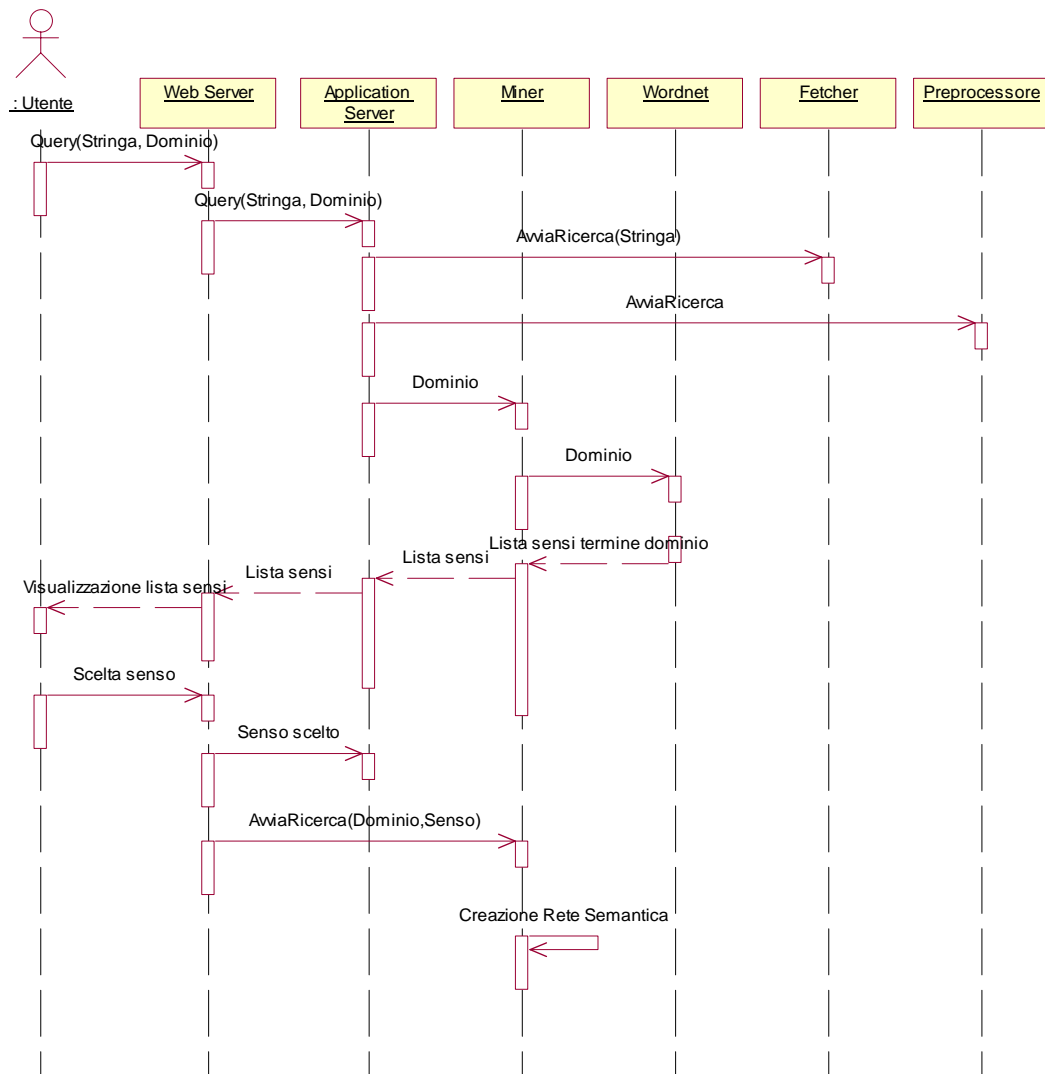 : Utente
Web Server
Application
Server
Miner
Wordnet
Fetcher
Preprocessore
Query(Stringa, Dominio)
Query(Stringa, Dominio)
AvviaRicerca(Stringa)
AvviaRicerca
Dominio
Dominio
Lista sensi termine dominio
Lista sensi
Lista sensi
Visualizzazione lista sensi
Scelta senso
Senso scelto
AvviaRicerca(Dominio,Senso)
Creazione Rete Semantica